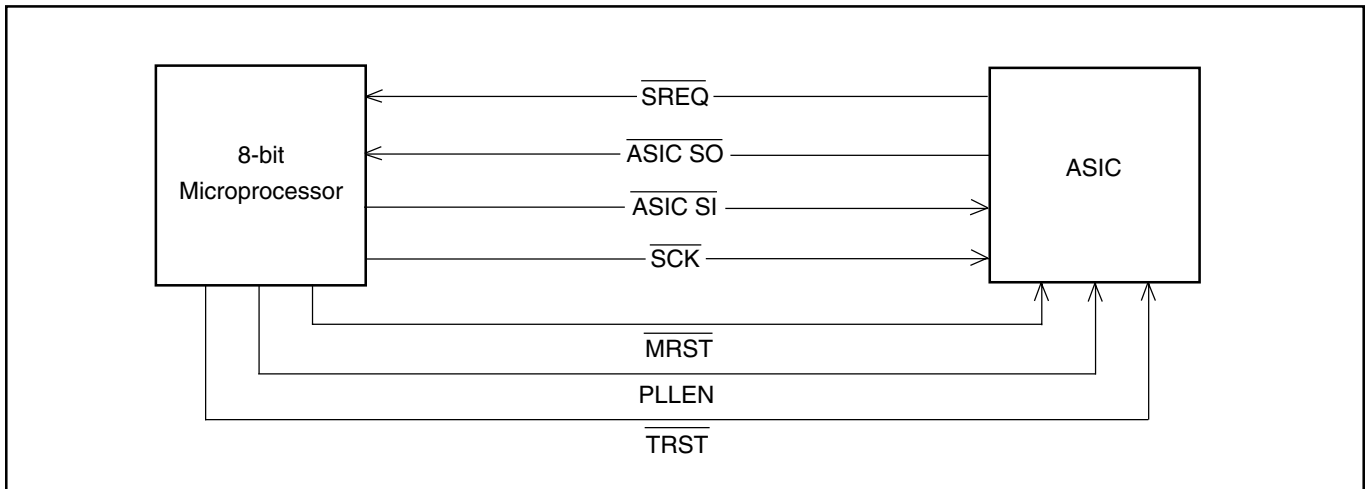 SREQ
8-bit
Microprocessor
ASIC SO
ASIC
ASIC SI
SCK
MRST
PLLEN
TRST